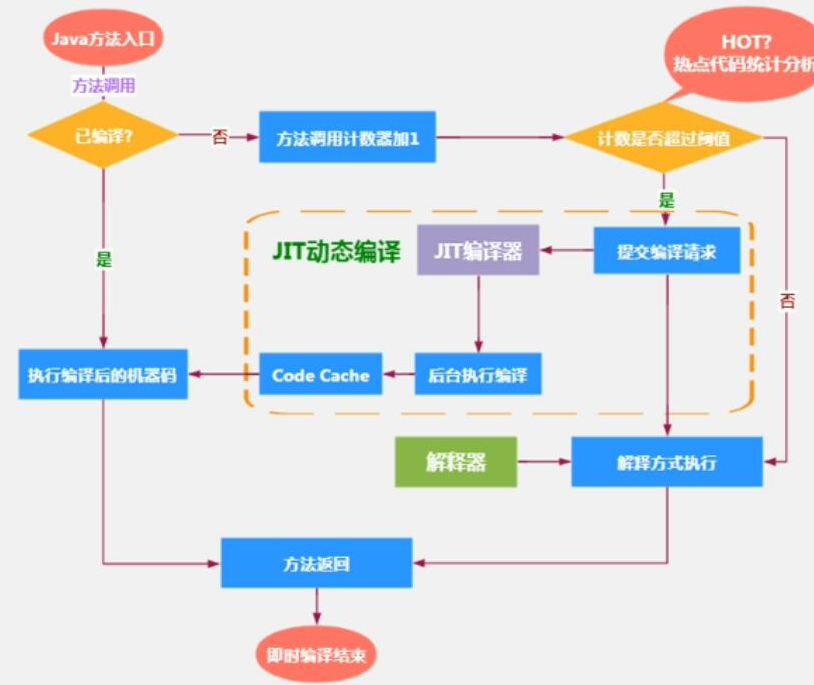 Java方法入口
HOT?
热点代码统计分析
方法调用
已编译?
否
方法调用计数器加1
计数是否超过阈值
是
JIT动态编译
JIT编译器
提交编译请求
是
否
执行编译后的机器码
Code Cache
后台执行编译
解释器
解释方式执行
方法返回
即时编译结束